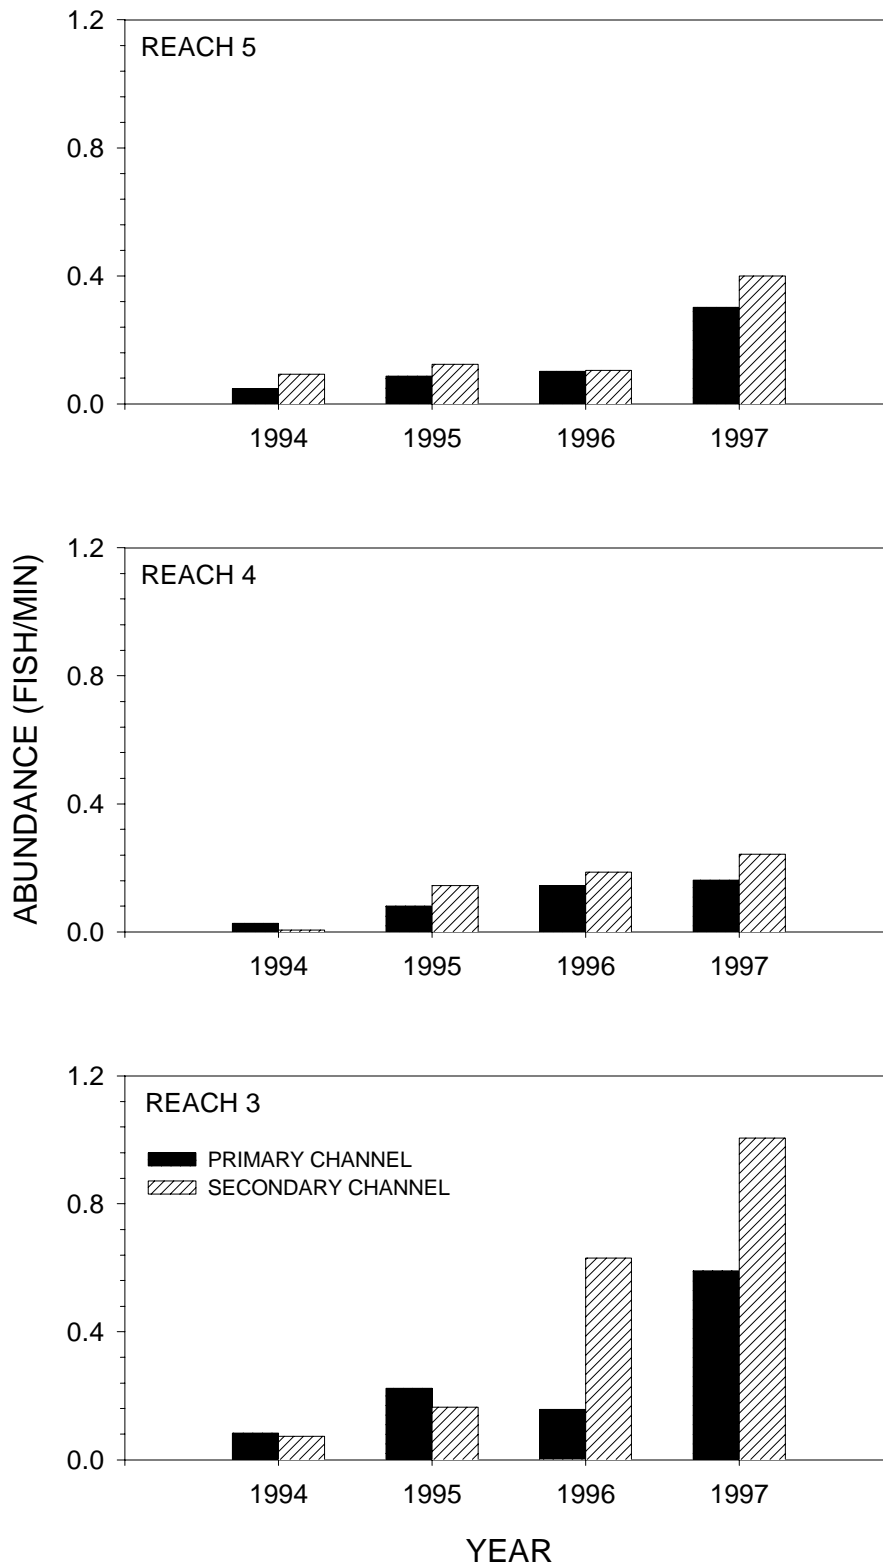 1.2
REACH 5
0.8
0.4
0.0
1994 1995 1996 1997
ABUNDANCE (FISH/MIN)
1.2
REACH 4
0.8
0.4
0.0
1994 1995 1996 1997
1.2
REACH 3
PRIMARY CHANNEL
SECONDARY CHANNEL
0.8
0.4
0.0
1994 1995 1996 1997
YEAR